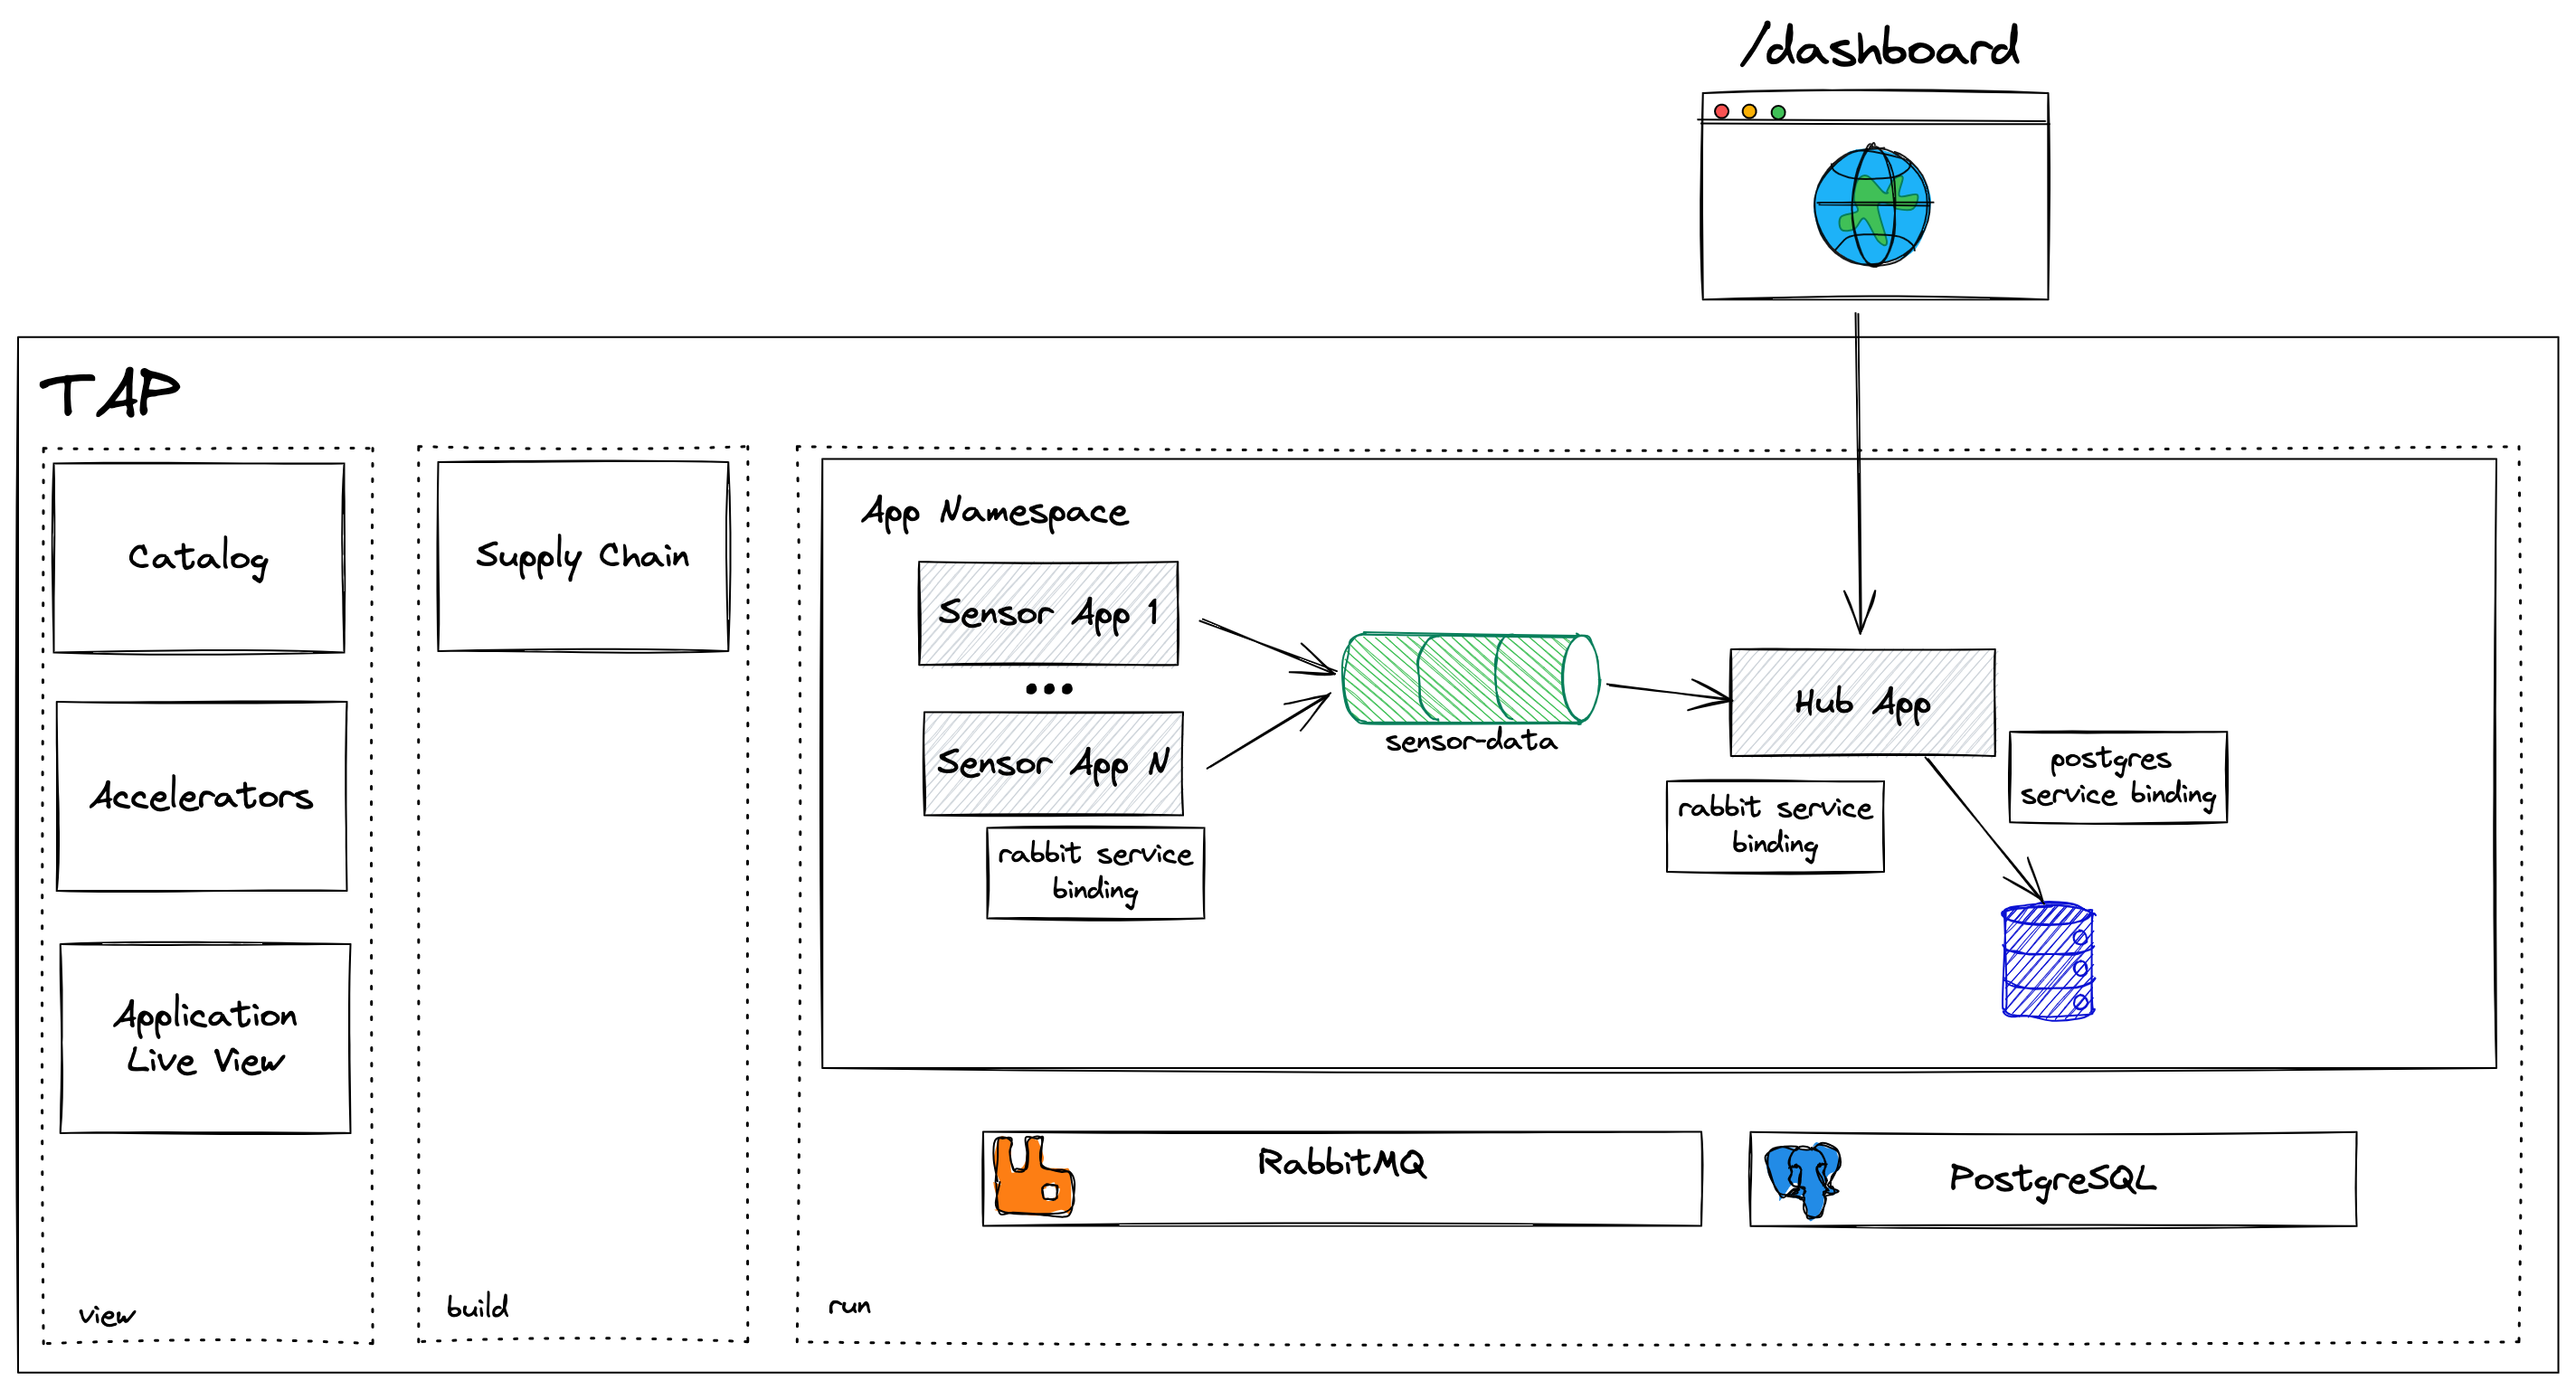 /dashboard
TAP
Catalog
Accelerators
Application
Live View
view
Supply Chain
build
App Namespace
Sensor App 1
...
Sensor App N
rabbit service
binding
sensor-data
Hub App
rabbit service
binding
postgres
service binding
RabbitMQ
PostgreSQL
run